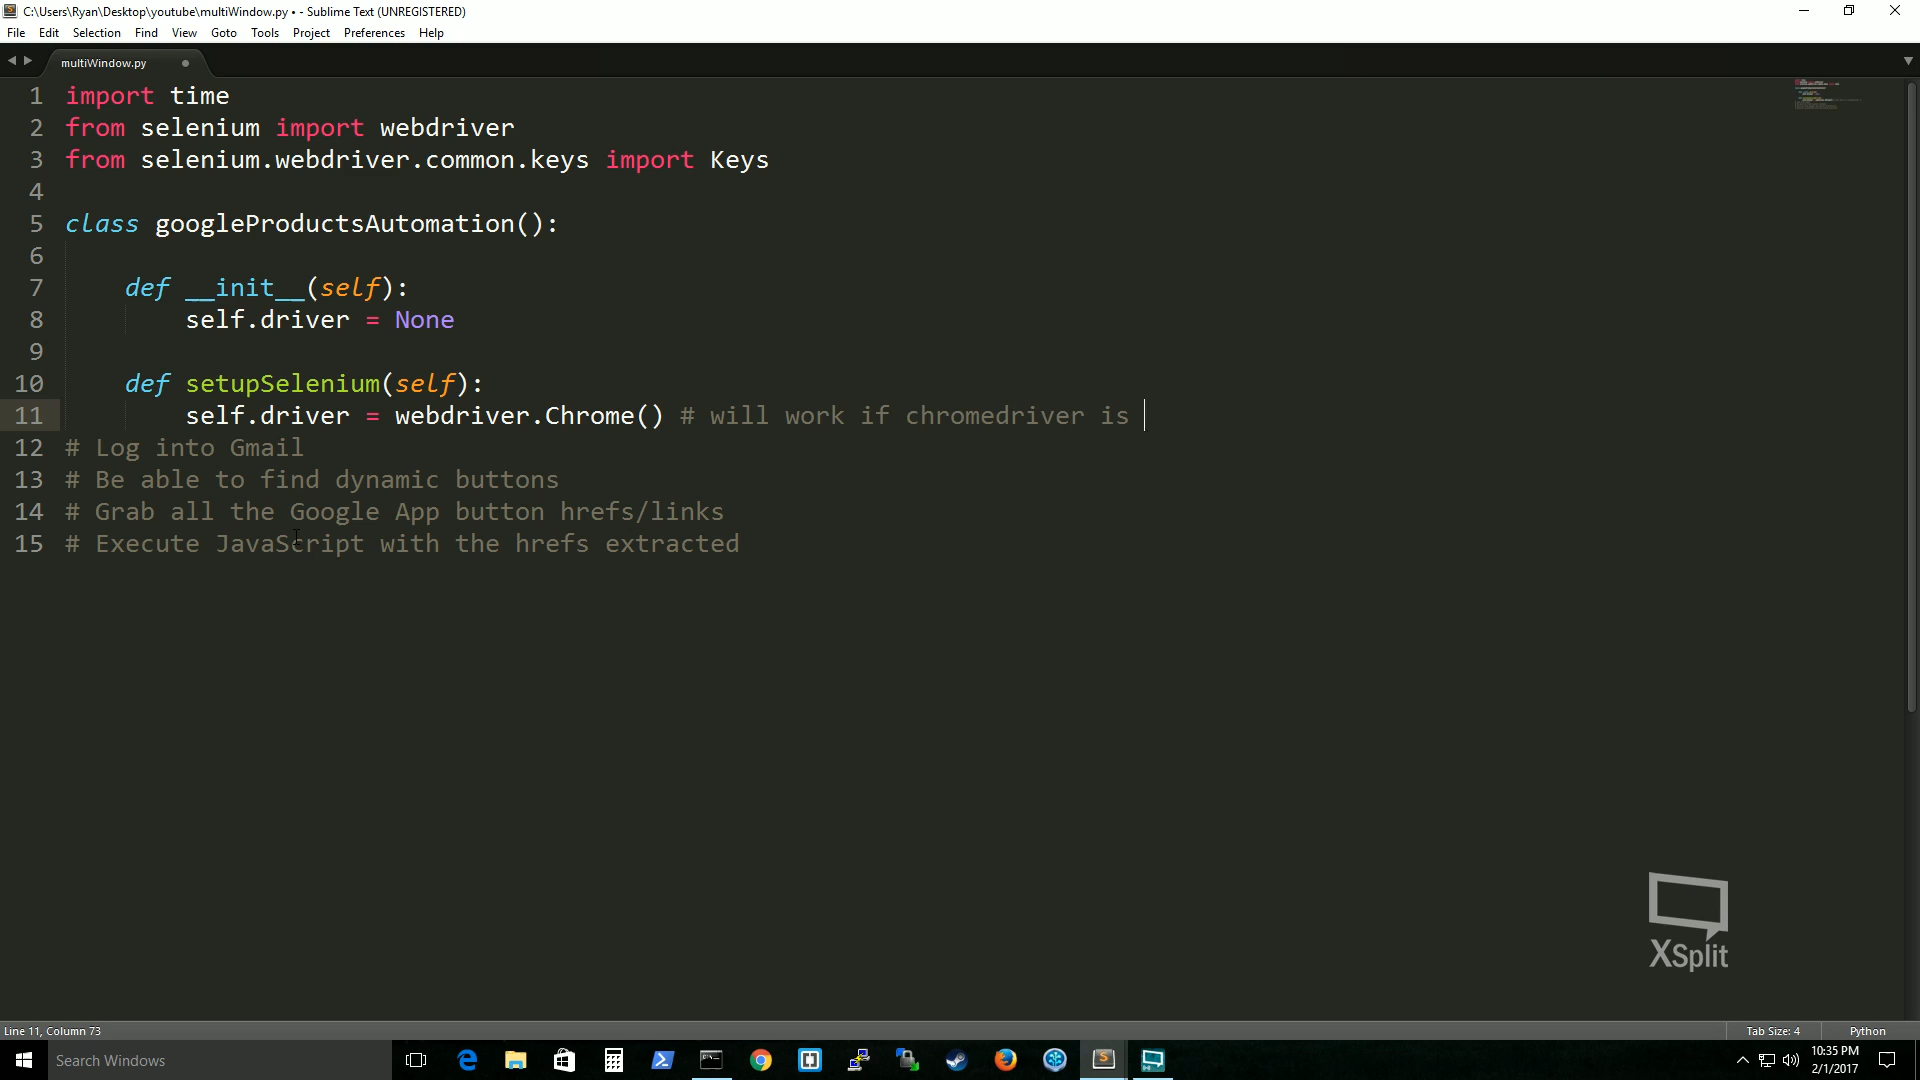 C:\Users\Ryan\Desktop\youtube\multiWindow.py • - Sublime Text (UNREGISTERED)
File Edit Selection Find View Goto Tools Project Preferences Help
multiWindow.py
1 import time
2 from selenium import webdriver
3 from selenium.webdriver.common.keys import Keys
4
5 class googleProductsAutomation():
6
7     def __init__(self):
8         self.driver = None
9
10     def setupSelenium(self):
11         self.driver = webdriver.Chrome() # will work if chromedriver is
12 # Log into Gmail
13 # Be able to find dynamic buttons
14 # Grab all the Google App button hrefs/links
15 # Execute JavaScript with the hrefs extracted
XSplit
Line 11, Column 73
Tab Size: 4
Python
Search Windows
10:35 PM
2/1/2017